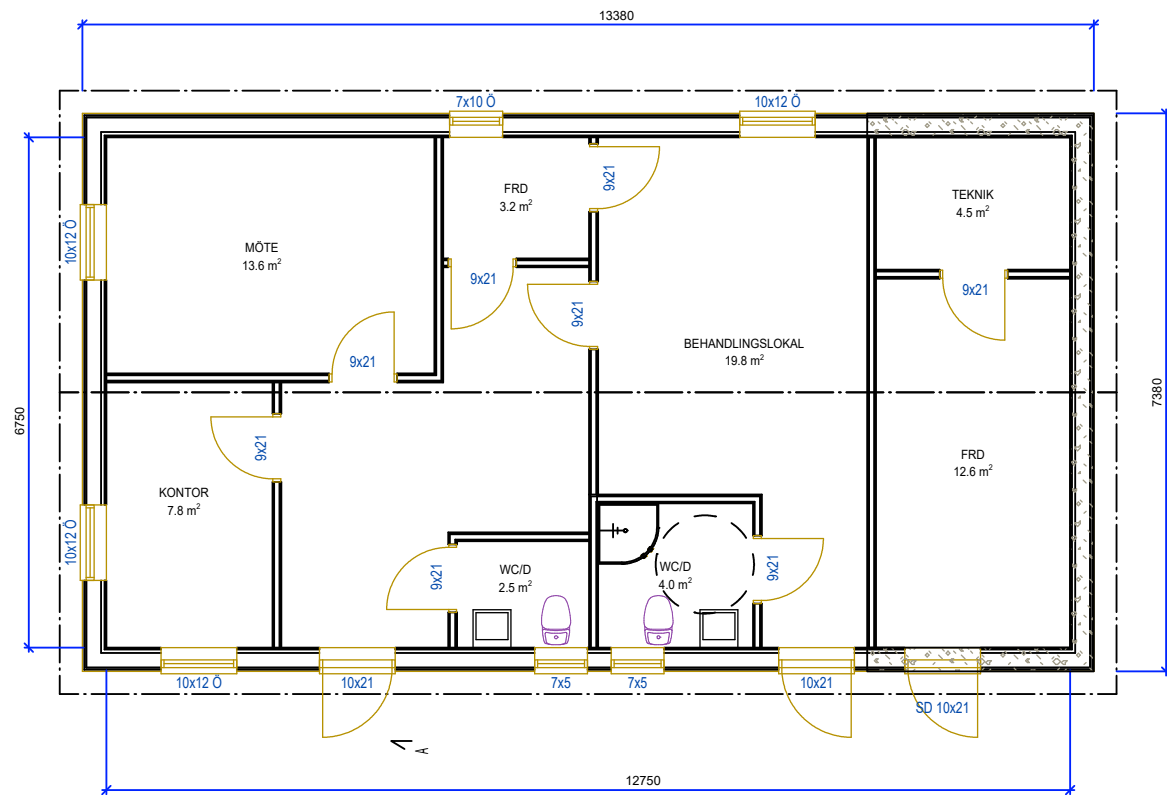 13380
7x10 Ö
10x12 Ö
9x21
FRD
3.2 m²
TEKNIK
4.5 m²
10x12 Ö
MÖTE
13.6 m²
9x21
9x21
9x21
BEHANDLINGSLOKAL
19.8 m²
9x21
6750
7380
9x21
KONTOR
7.8 m²
FRD
12.6 m²
10x12 Ö
9x21
WC/D
2.5 m²
WC/D
4.0 m²
9x21
10x12 Ö
10x21
7x5
7x5
10x21
SD 10x21
1
A
12750